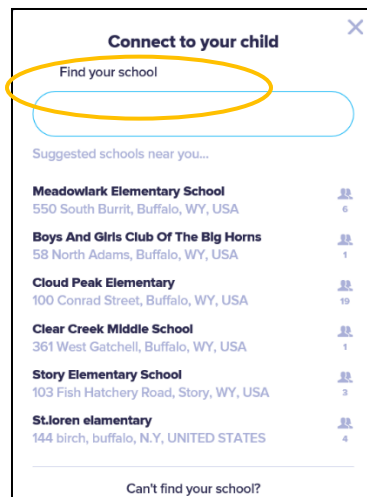 Connect to your child
Find your school
Suggested schools near you...
Meadowlark Elementary School
550 South Burrit, Buffalo, WY, USA
6
Boys And Girls Club Of The Big Horns
58 North Adams, Buffalo, WY, USA
1
Cloud Peak Elementary
100 Conrad Street, Buffalo, WY, USA
19
Clear Creek Middle School
361 West Gatchell, Buffalo, WY, USA
1
Story Elementary School
103 Fish Hatchery Road, Story, WY, USA
3
St.loren elamentary
144 birch, buffalo, N.Y, UNITED STATES
4
Can't find your school?